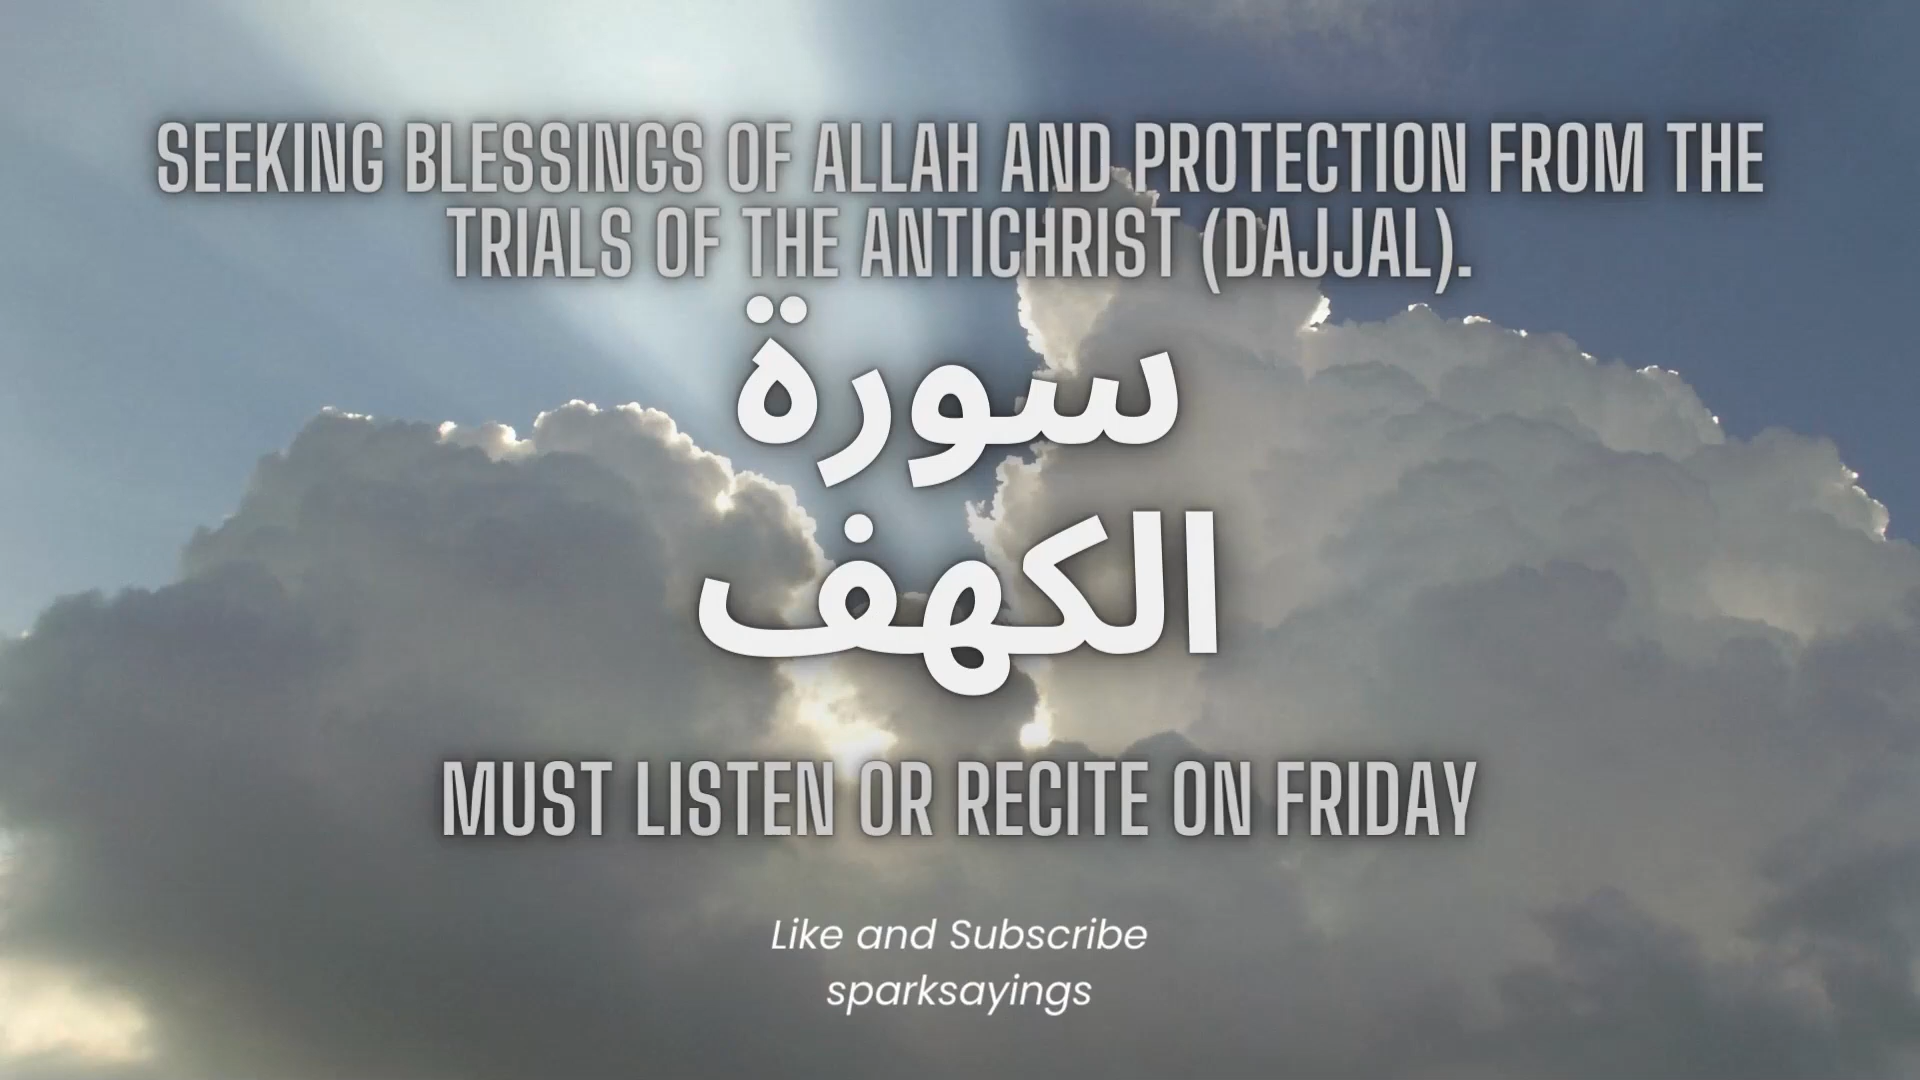 SEEKING BLESSINGS OF ALLAH AND PROTECTION FROM THE
TRIALS OF THE ANTICHRIST (DAJJAL).
سورة
الكهف
MUST LISTEN OR RECITE ON FRIDAY
Like and Subscribe
sparksayings